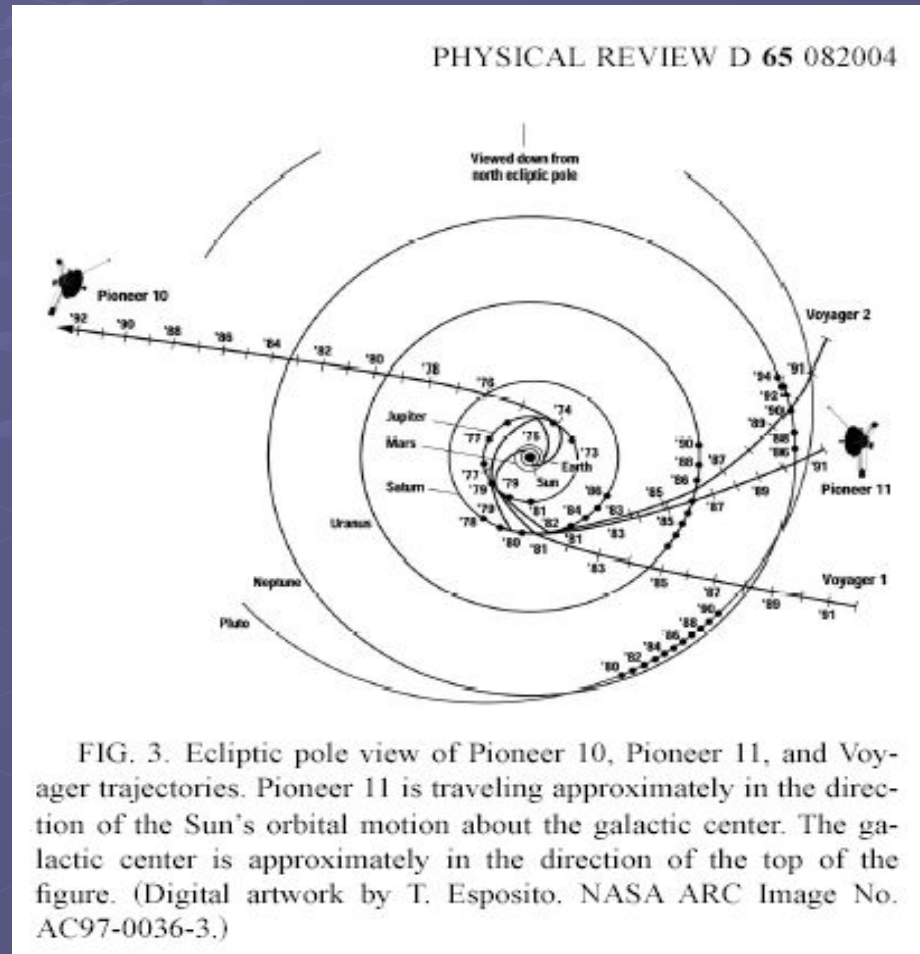 PHYSICAL REVIEW D 65 082004
Viewed down from
north ecliptic pole
Pioneer 10
'92
'90
'88
'86
'84
'82
'80
'78
'76
Voyager 2
'91
'94
'92
'90
'89
'88
'86
'74
Jupiter
'77
'75
'73
'90
Mars
Earth
'88
'87
'91
Sun
Pioneer 11
'77
'79
'79
'86
'86
'85
'89
Saturn
'81
'84
'83
'87
'79
'78
'82
'83
'85
Uranus
'80
'81
'81
'83
'85
'87
Voyager 1
Neptune
'89
'91
Pluto
'90
'88
'86
'84
'82
'80
FIG. 3. Ecliptic pole view of Pioneer 10, Pioneer 11, and Voy-
ager trajectories. Pioneer 11 is traveling approximately in the direc-
tion of the Sun's orbital motion about the galactic center. The ga-
lactic center is approximately in the direction of the top of the
figure. (Digital artwork by T. Esposito. NASA ARC Image No.
AC97-0036-3.)